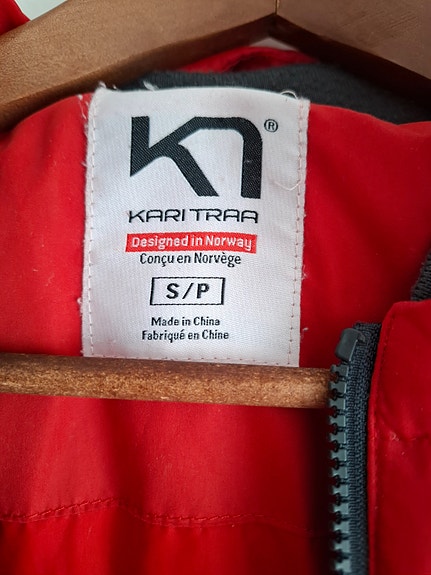 ®
KARI TRAA
Designed in Norway
Conçu en Norvège
S/P
Made in China
Fabriqué en Chine